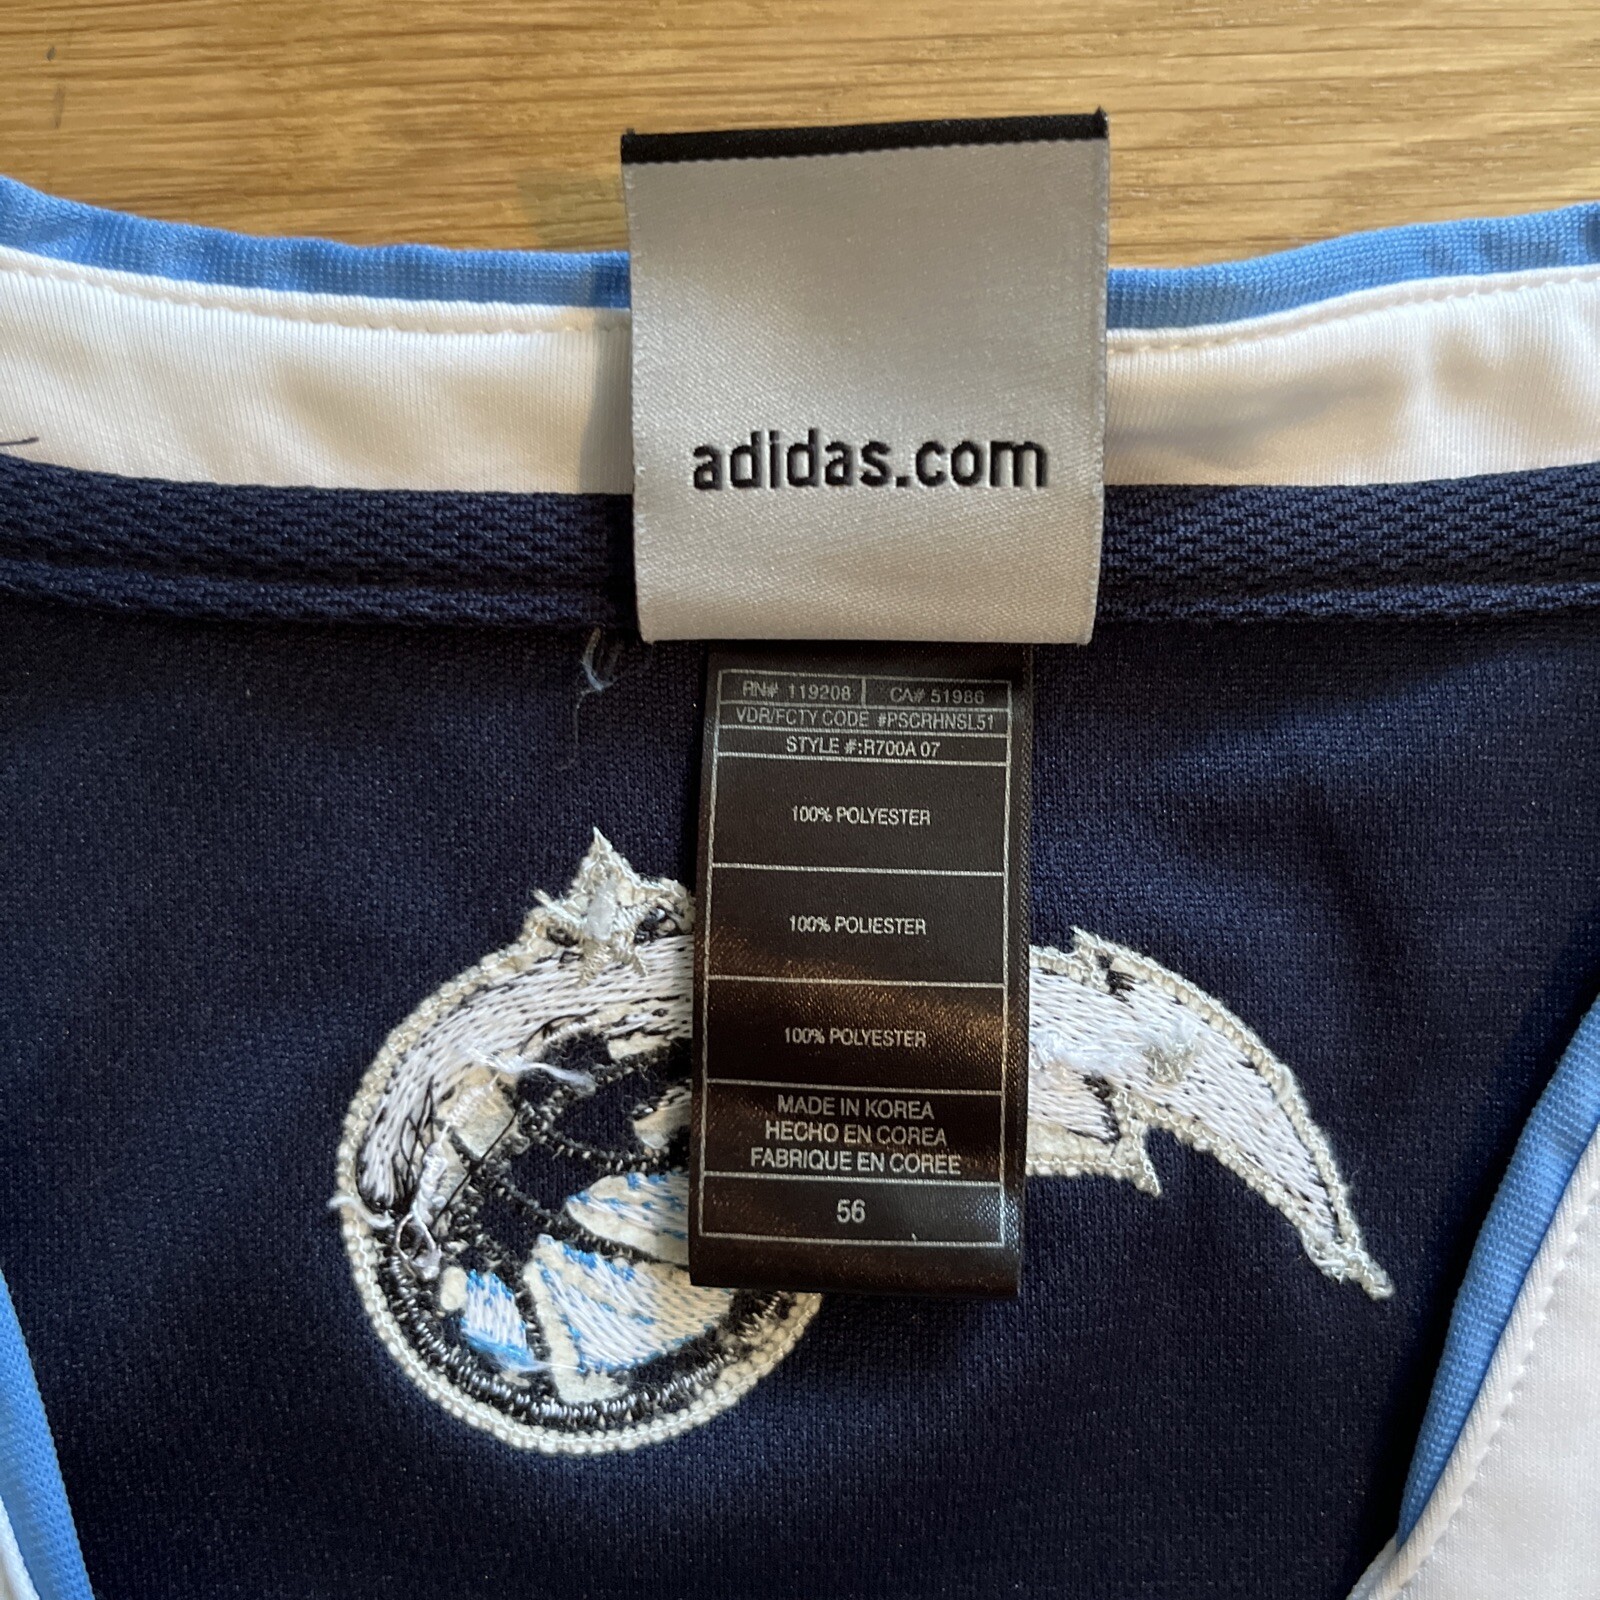 adidas.com
RN# 119208 CA# 51986
VDR/FCTY CODE #PSCRHNSL51
STYLE #:R700A 07
100% POLYESTER
100% POLIESTER
100% POLYESTER
MADE IN KOREA
HECHO EN COREA
FABRIQUE EN COREE
56